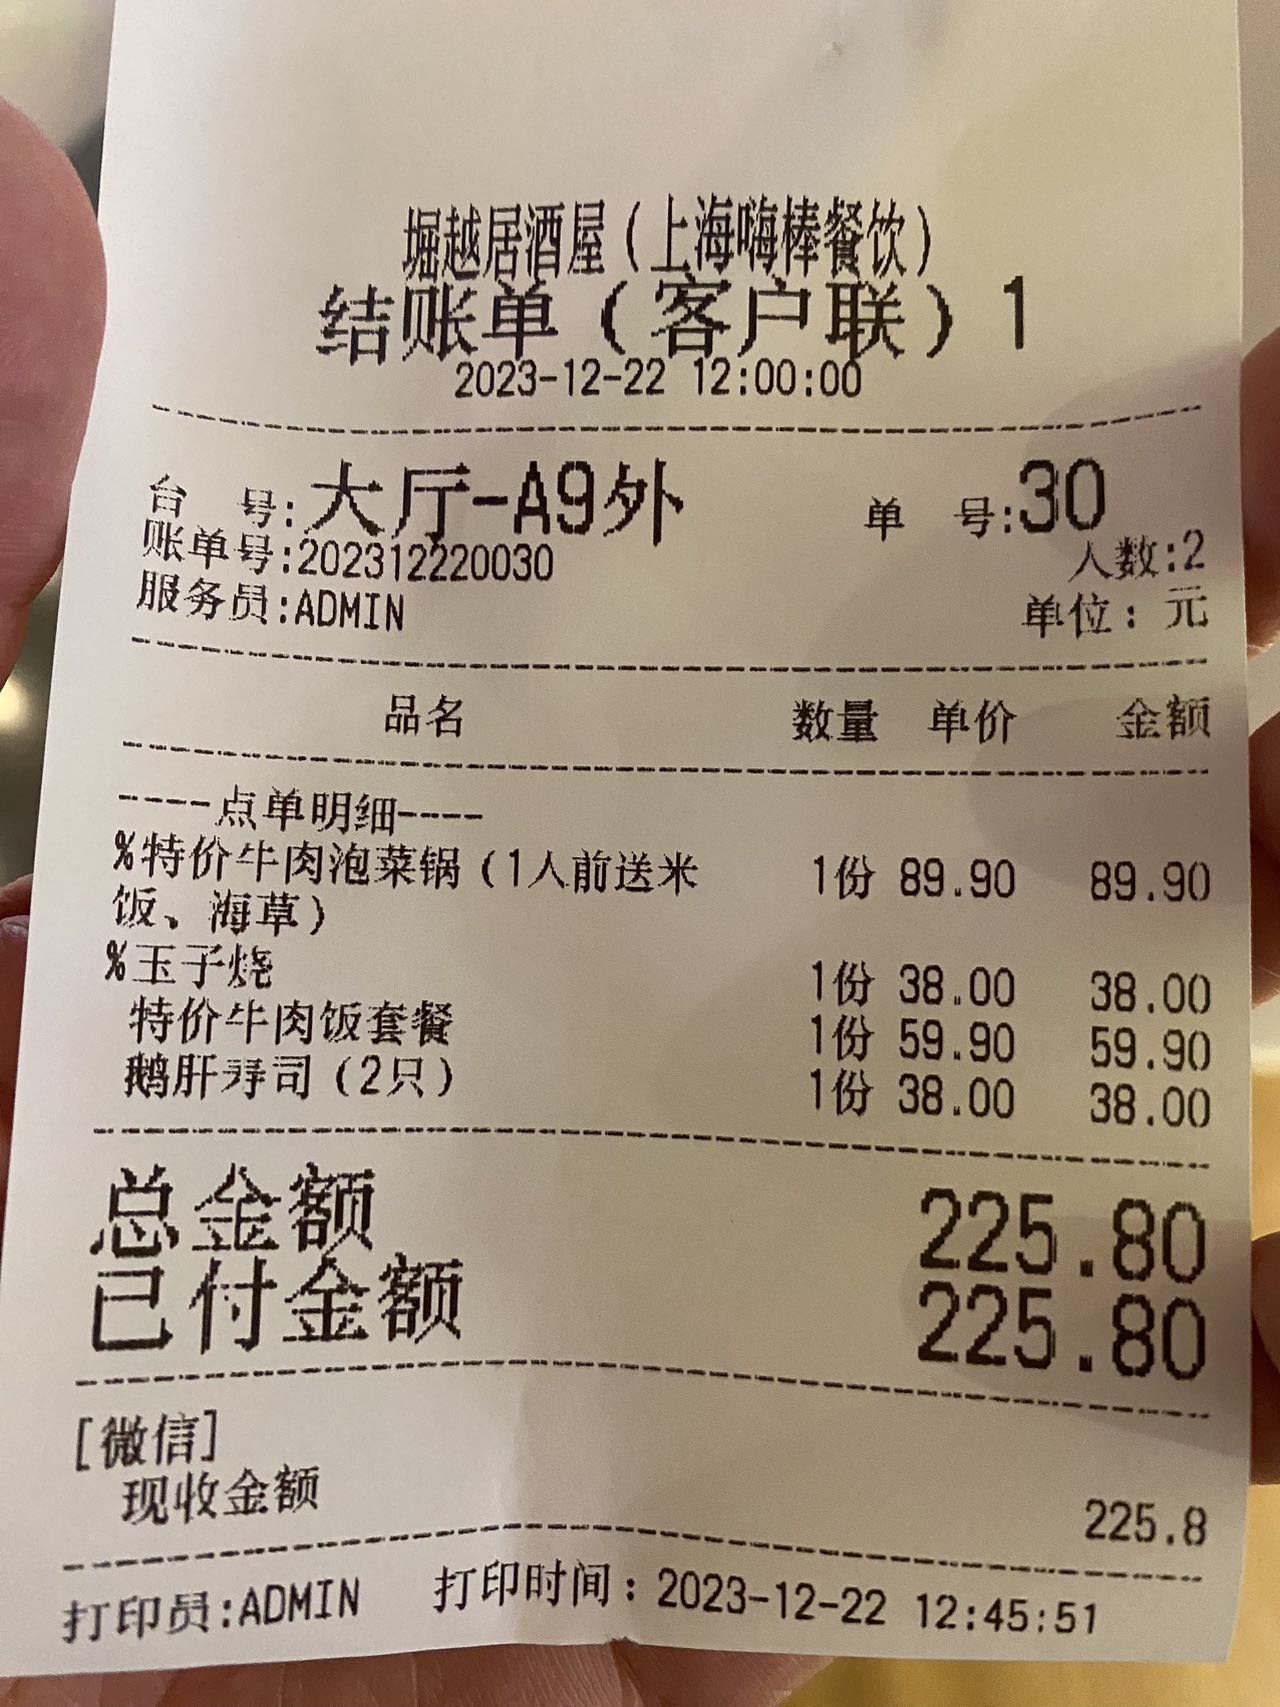 堀越居酒屋（上海嗨棒餐饮）
结账单（客户联）1
2023-12-22 12:00:00
台 号:大厅-A9外 单 号:30
账单号:202312220030 人数:2
服务员:ADMIN 单位：元
品名 数量 单价 金额
----点单明细----
%特价牛肉泡菜锅（1人前送米 1份 89.90 89.90
饭、海草）
%玉子烧 1份 38.00 38.00
特价牛肉饭套餐 1份 59.90 59.90
鹅肝寿司（2只） 1份 38.00 38.00
总金额 225.80
已付金额 225.80
[微信]
现收金额 225.8
打印员:ADMIN 打印时间：2023-12-22 12:45:51